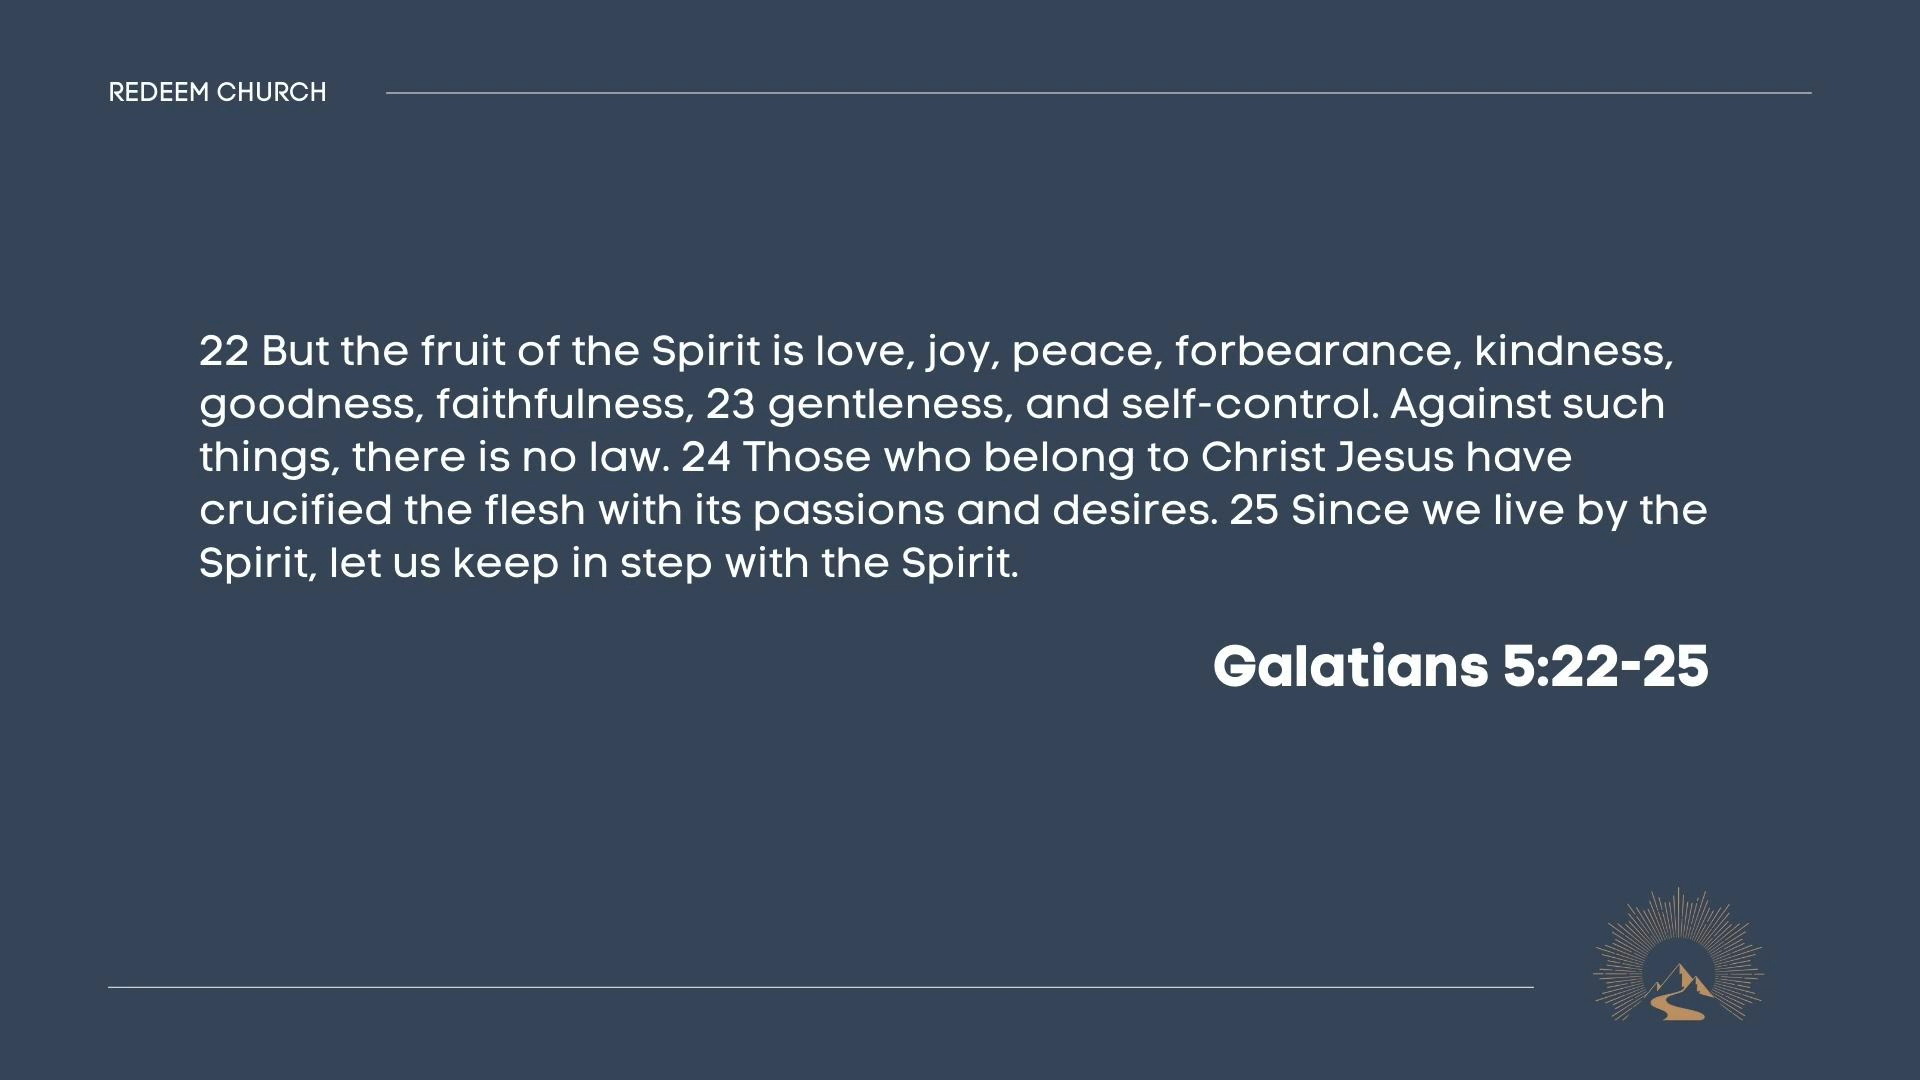 REDEEM CHURCH
22 But the fruit of the Spirit is love, joy, peace, forbearance, kindness,
goodness, faithfulness, 23 gentleness, and self-control. Against such
things, there is no law. 24 Those who belong to Christ Jesus have
crucified the flesh with its passions and desires. 25 Since we live by the
Spirit, let us keep in step with the Spirit.
Galatians 5:22-25